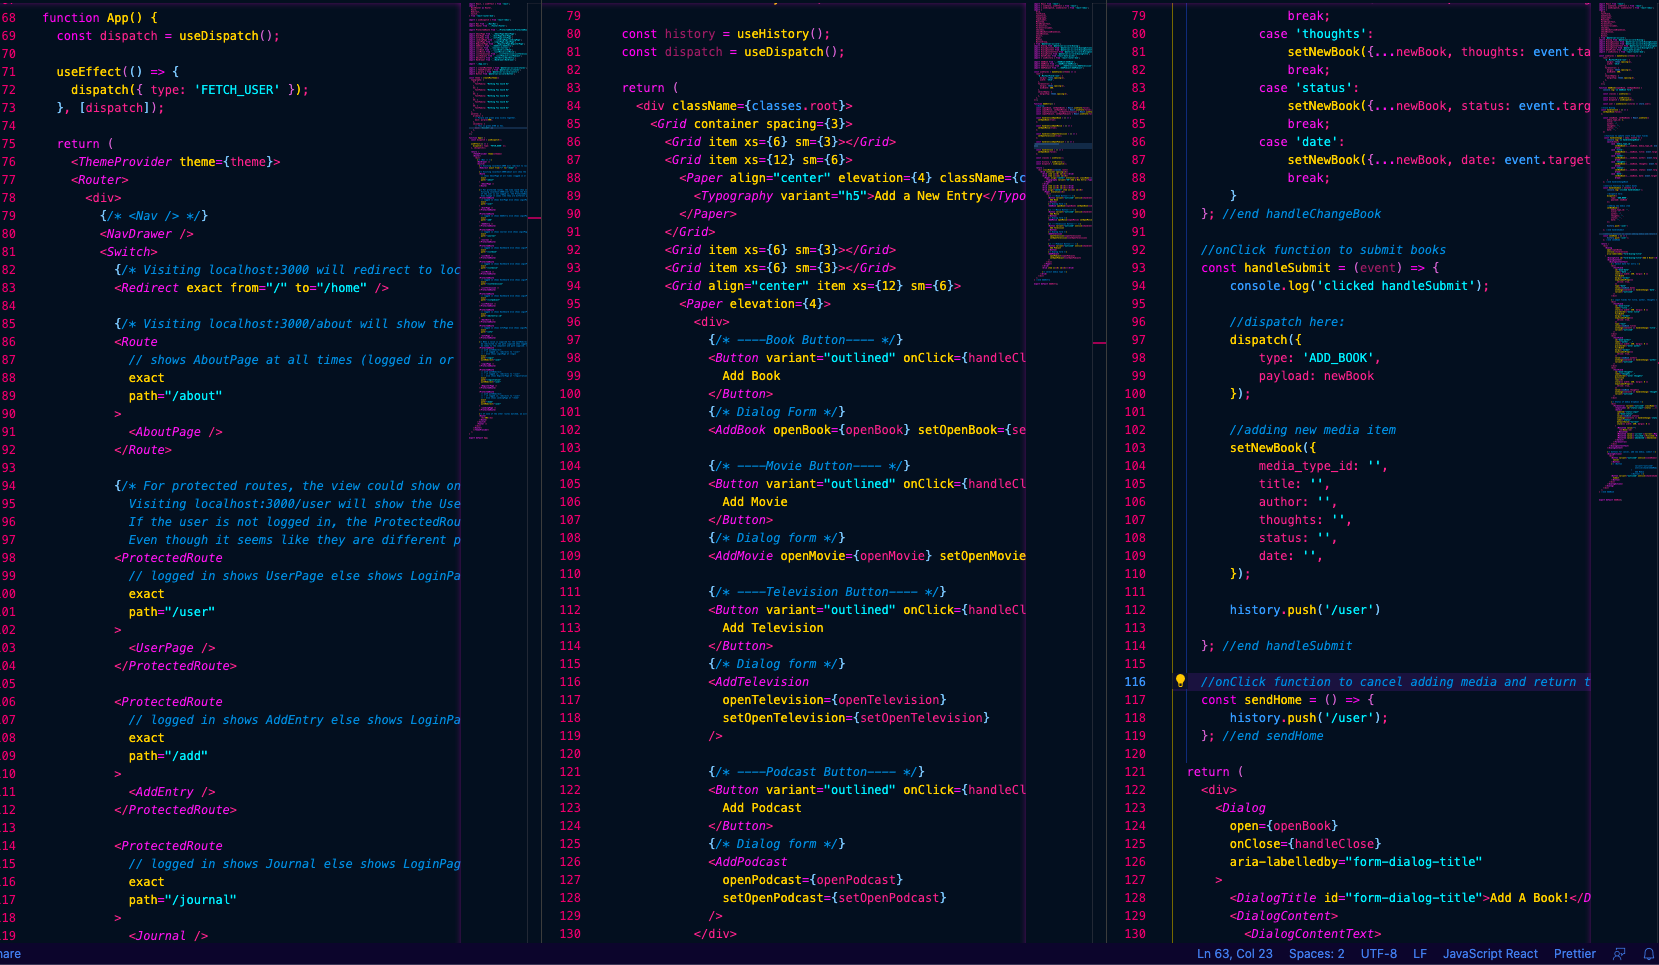 68 function App() {
69 const dispatch = useDispatch();
70
71 useEffect(() => {
72 dispatch({ type: 'FETCH_USER' });
73 }, [dispatch]);
74
75 return (
76 <ThemeProvider theme={theme}>
77 <Router>
78 <div>
79 {/* <Nav /> */}
80 <NavDrawer />
81 <Switch>
82 {/* Visiting localhost:3000 will redirect to loc
83 <Redirect exact from="/" to="/home" />
84
85 {/* Visiting localhost:3000/about will show the
86 <Route
87 // shows AboutPage at all times (logged in or
88 exact
89 path="/about"
90 >
91 <AboutPage />
92 </Route>
93
94 {/* For protected routes, the view could show on
95 Visiting localhost:3000/user will show the Use
96 If the user is not logged in, the ProtectedRou
97 Even though it seems like they are different p
98 <ProtectedRoute
99 // logged in shows UserPage else shows LoginPa
00 exact
01 path="/user"
02 >
03 <UserPage />
04 </ProtectedRoute>
05
06 <ProtectedRoute
07 // logged in shows AddEntry else shows LoginPa
08 exact
09 path="/add"
10 >
11 <AddEntry />
12 </ProtectedRoute>
13
14 <ProtectedRoute
15 // logged in shows Journal else shows LoginPag
16 exact
17 path="/journal"
18 >
19 <Journal />
79
80 const history = useHistory();
81 const dispatch = useDispatch();
82
83 return (
84 <div className={classes.root}>
85 <Grid container spacing={3}>
86 <Grid item xs={6} sm={3}></Grid>
87 <Grid item xs={12} sm={6}>
88 <Paper align="center" elevation={4} className={c
89 <Typography variant="h5">Add a New Entry</Typo
90 </Paper>
91 </Grid>
92 <Grid item xs={6} sm={3}></Grid>
93 <Grid item xs={6} sm={3}></Grid>
94 <Grid align="center" item xs={12} sm={6}>
95 <Paper elevation={4}>
96 <div>
97 {/* ----Book Button---- */}
98 <Button variant="outlined" onClick={handleCl
99 Add Book
100 </Button>
101 {/* Dialog Form */}
102 <AddBook openBook={openBook} setOpenBook={se
103
104 {/* ----Movie Button---- */}
105 <Button variant="outlined" onClick={handleCl
106 Add Movie
107 </Button>
108 {/* Dialog form */}
109 <AddMovie openMovie={openMovie} setOpenMovie
110
111 {/* ----Television Button---- */}
112 <Button variant="outlined" onClick={handleCl
113 Add Television
114 </Button>
115 {/* Dialog form */}
116 <AddTelevision
117 openTelevision={openTelevision}
118 setOpenTelevision={setOpenTelevision}
119 />
120
121 {/* ----Podcast Button---- */}
122 <Button variant="outlined" onClick={handleCl
123 Add Podcast
124 </Button>
125 {/* Dialog form */}
126 <AddPodcast
127 openPodcast={openPodcast}
128 setOpenPodcast={setOpenPodcast}
129 />
130 </div>
79 break;
80 case 'thoughts':
81 setNewBook({...newBook, thoughts: event.ta
82 break;
83 case 'status':
84 setNewBook({...newBook, status: event.targ
85 break;
86 case 'date':
87 setNewBook({...newBook, date: event.target
88 break;
89 }
90 }; //end handleChangeBook
91
92 //onClick function to submit books
93 const handleSubmit = (event) => {
94 console.log('clicked handleSubmit');
95
96 //dispatch here:
97 dispatch({
98 type: 'ADD_BOOK',
99 payload: newBook
100 });
101
102 //adding new media item
103 setNewBook({
104 media_type_id: '',
105 title: '',
106 author: '',
107 thoughts: '',
108 status: '',
109 date: '',
110 });
111
112 history.push('/user')
113
114 }; //end handleSubmit
115
116 //onClick function to cancel adding media and return t
117 const sendHome = () => {
118 history.push('/user');
119 }; //end sendHome
120
121 return (
122 <div>
123 <Dialog
124 open={openBook}
125 onClose={handleClose}
126 aria-labelledby="form-dialog-title"
127 >
128 <DialogTitle id="form-dialog-title">Add A Book!</D
129 <DialogContent>
130 <DialogContentText>
hare Ln 63, Col 23 Spaces: 2 UTF-8 LF JavaScript React Prettier